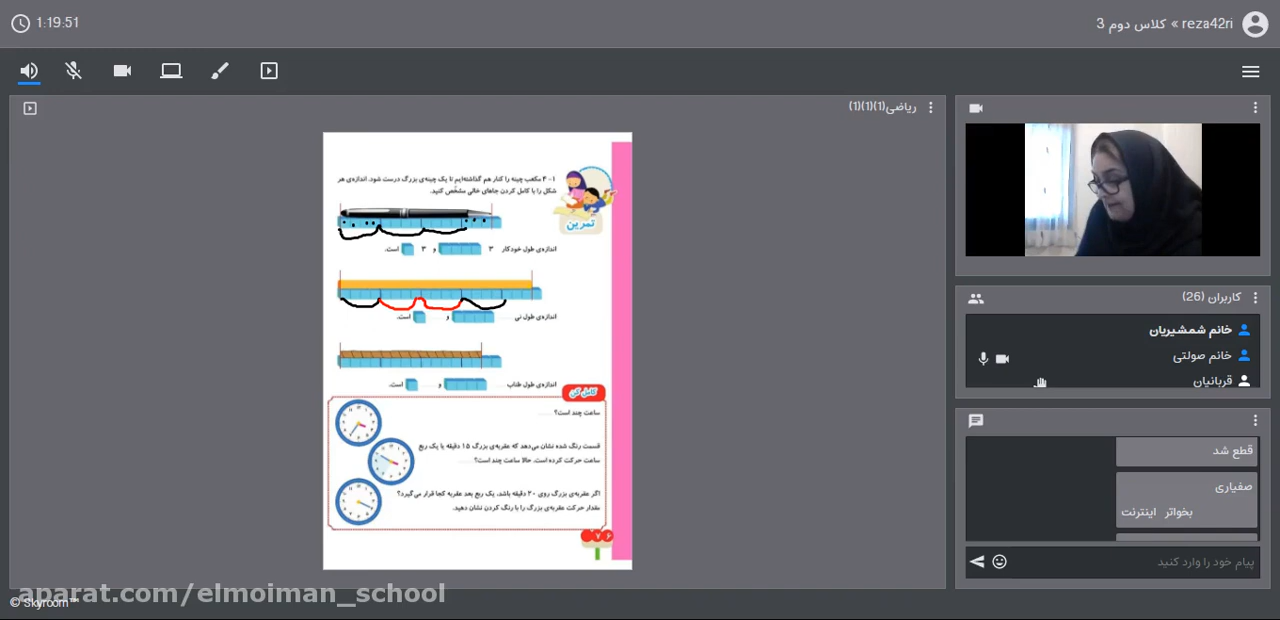 1:19:51
reza42ri » کلاس دوم 3
ریاضی(1)(1)(1)
۱- ۴ مکعب چینه را کنار هم گذاشته‌ایم تا یک چینه‌ی بزرگ درست شود. اندازه‌ی هر
شکل را با کامل کردن جاهای خالی مشخّص کنید.
تمرین
اندازه‌ی طول خودکار ۳ و ۳ است.
اندازه‌ی طول نی و است.
اندازه‌ی طول طناب و است.
کامل کن
ساعت چند است؟
قسمت رنگ شده نشان می‌دهد که عقربه‌ی بزرگ ۱۵ دقیقه یا یک ربع
ساعت حرکت کرده است. حالا ساعت چند است؟
اگر عقربه‌ی بزرگ روی ۲۰ دقیقه باشد، یک ربع بعد عقربه کجا قرار می‌گیرد؟
مقدار حرکت عقربه‌ی بزرگ را با رنگ کردن نشان دهید.
۷۶
کاربران (26)
خانم شمشیریان
خانم صولتی
قربانیان
قطع شد
صفیاری
بخواتر اینترنت
پیام خود را وارد کنید
aparat.com/elmoiman_school
© Skyroom™